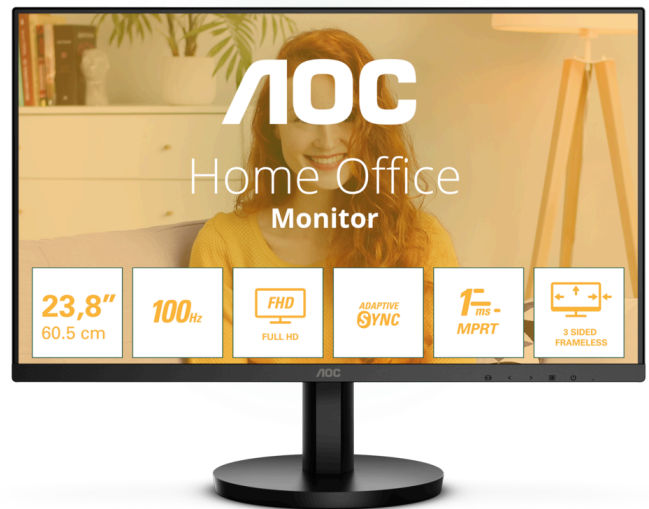 AOC
Home Office
Monitor
23,8"
60.5 cm
100Hz
FHD
FULL HD
ADAPTIVE
SYNC
1ms
MPRT
3 SIDED
FRAMELESS
AOC